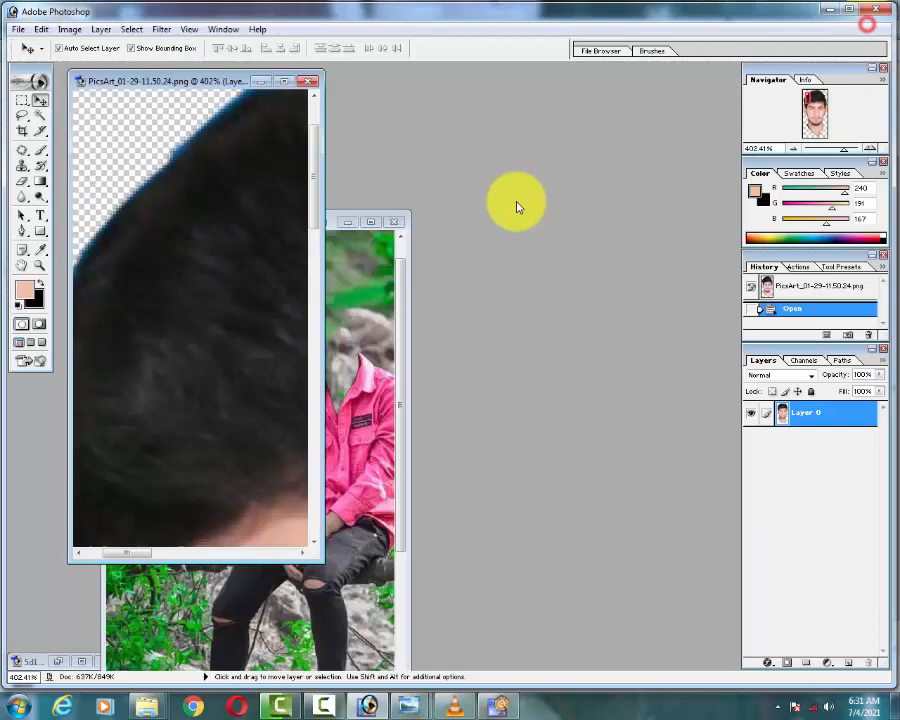 Adobe Photoshop
File Edit Image Layer Select Filter View Window Help
Auto Select Layer Show Bounding Box
File Browser Brushes
PicsArt_01-29-11.50.24.png @ 402% (Laye...
Navigator Info
402.41%
Color Swatches Styles
R 240
G 191
B 167
History Actions Tool Presets
PicsArt_01-29-11.50.24.png
Open
Layers Channels Paths
Normal Opacity: 100%
Lock: Fill: 100%
Layer 0
5d1...
402.41% Doc: 637K/849K Click and drag to move layer or selection. Use Shift and Alt for additional options.
6:31 AM
7/4/2021